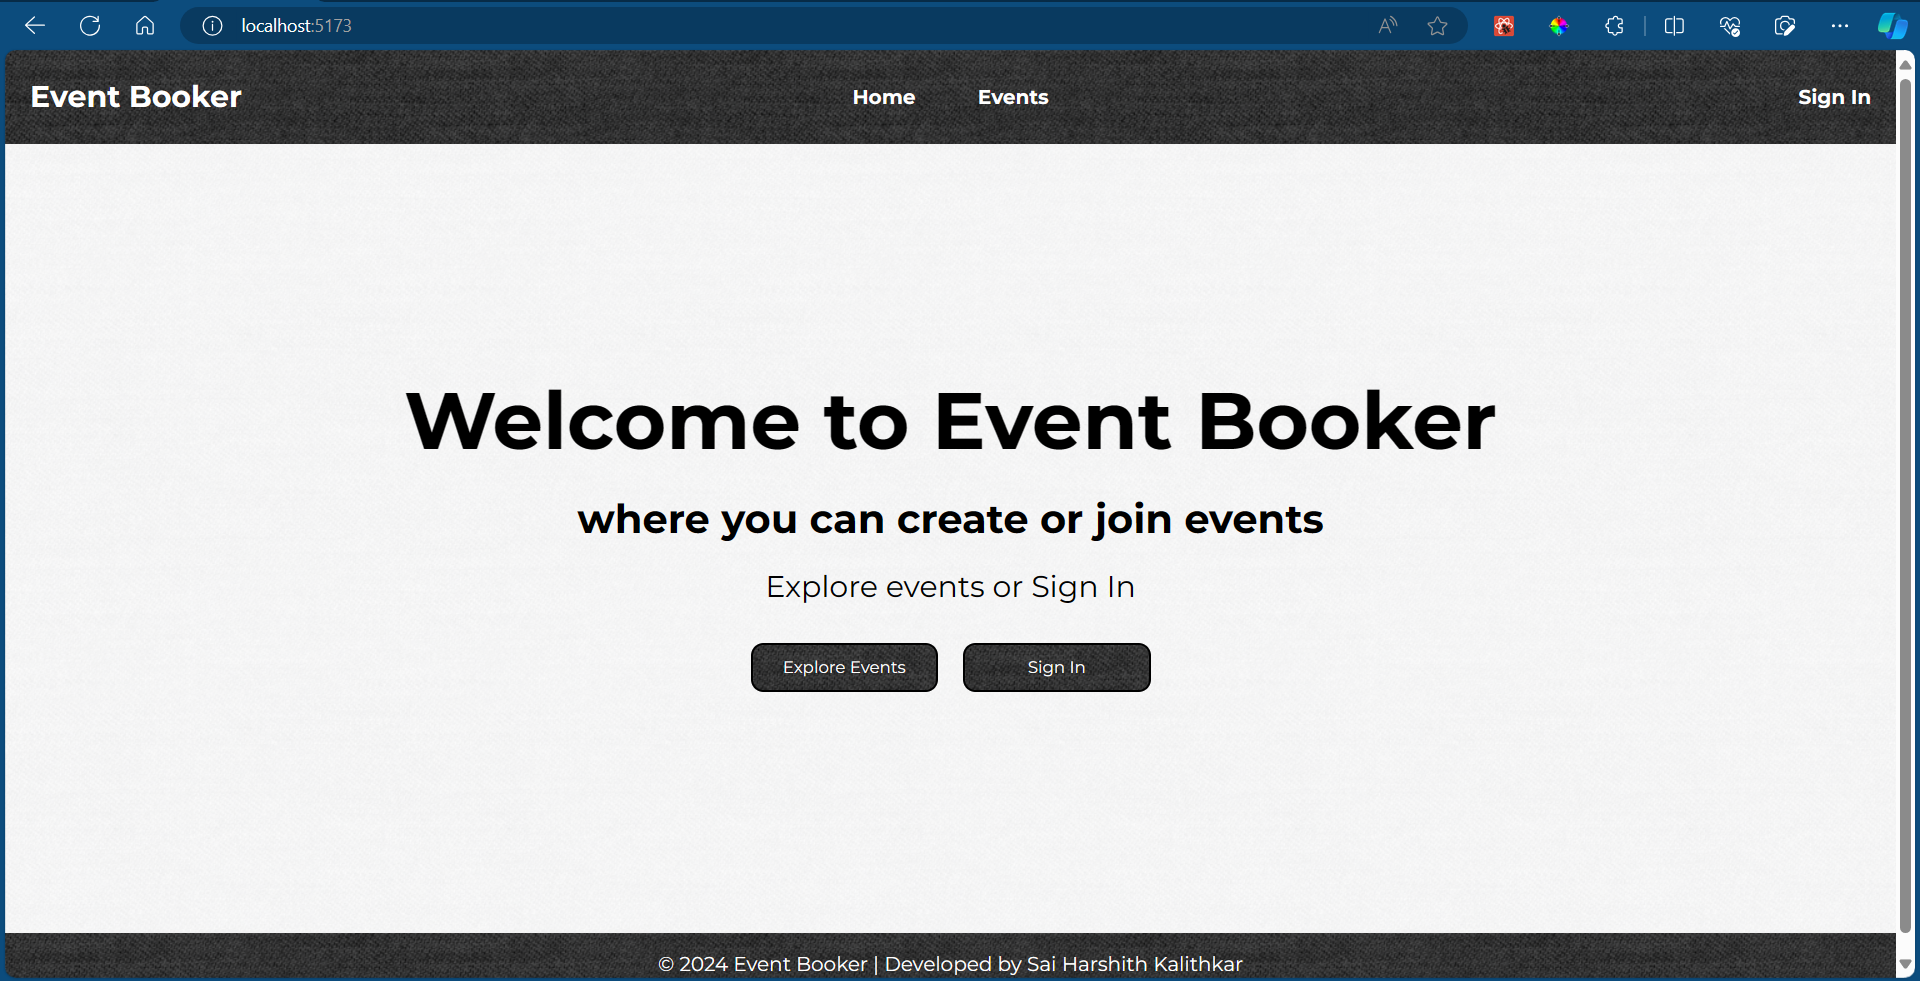 localhost:5173
Event Booker
Home
Events
Sign In
Welcome to Event Booker
where you can create or join events
Explore events or Sign In
Explore Events
Sign In
© 2024 Event Booker | Developed by Sai Harshith Kalithkar